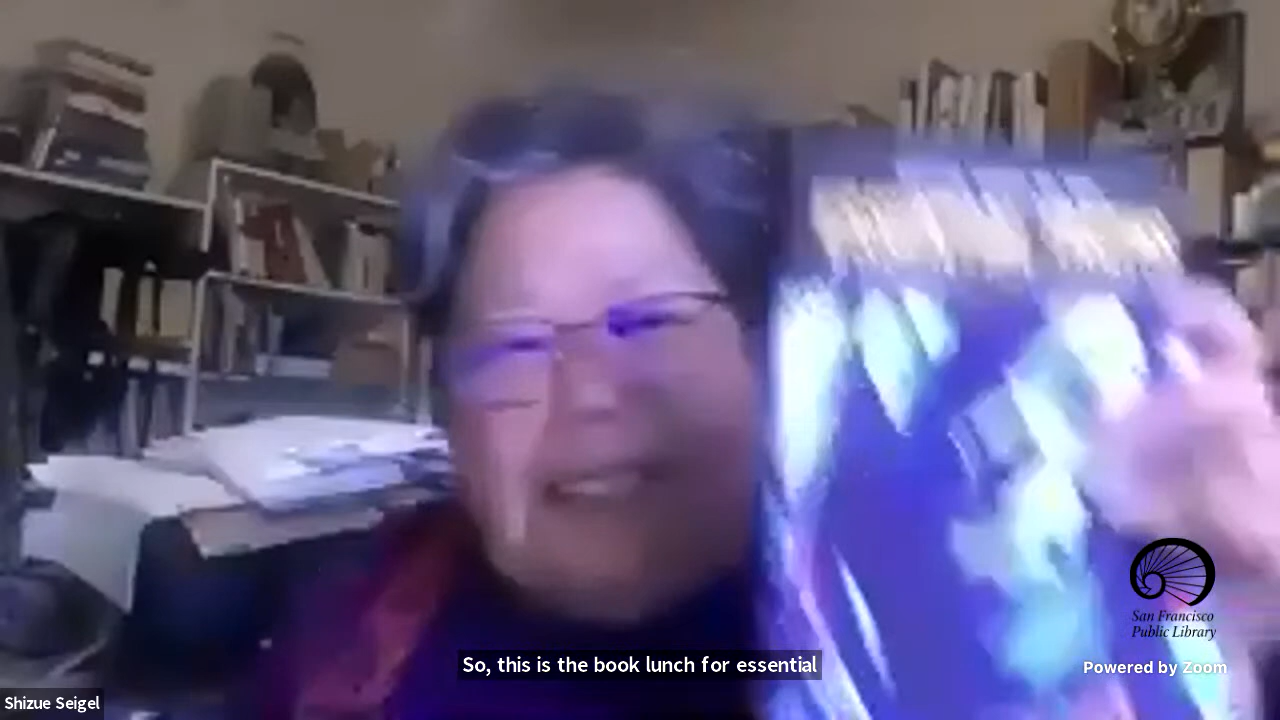 San Francisco
Public Library
So, this is the book lunch for essential
Powered by Zoom
Shizue Seigel